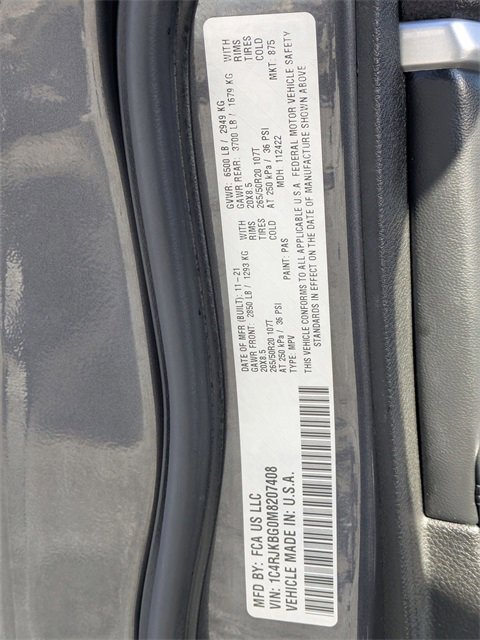 MFD BY: FCA US LLC
DATE OF MFR (BUILT): 11-21 GVWR: 6500 LB / 2949 KG
GAWR FRONT: 2850 LB / 1293 KG WITH GAWR REAR: 3700 LB / 1679 KG WITH
20X8.5 RIMS 20X8.5 RIMS
265/50R20 107T TIRES 265/50R20 107T TIRES
AT 250 kPa / 36 PSI COLD AT 250 kPa / 36 PSI COLD
VIN: 1C4RJKBG0M8207408
TYPE: MPV PAINT: PAS MDH: 112422 MKT: 875
VEHICLE MADE IN: U.S.A.
THIS VEHICLE CONFORMS TO ALL APPLICABLE U.S.A. FEDERAL MOTOR VEHICLE SAFETY
STANDARDS IN EFFECT ON THE DATE OF MANUFACTURE SHOWN ABOVE.